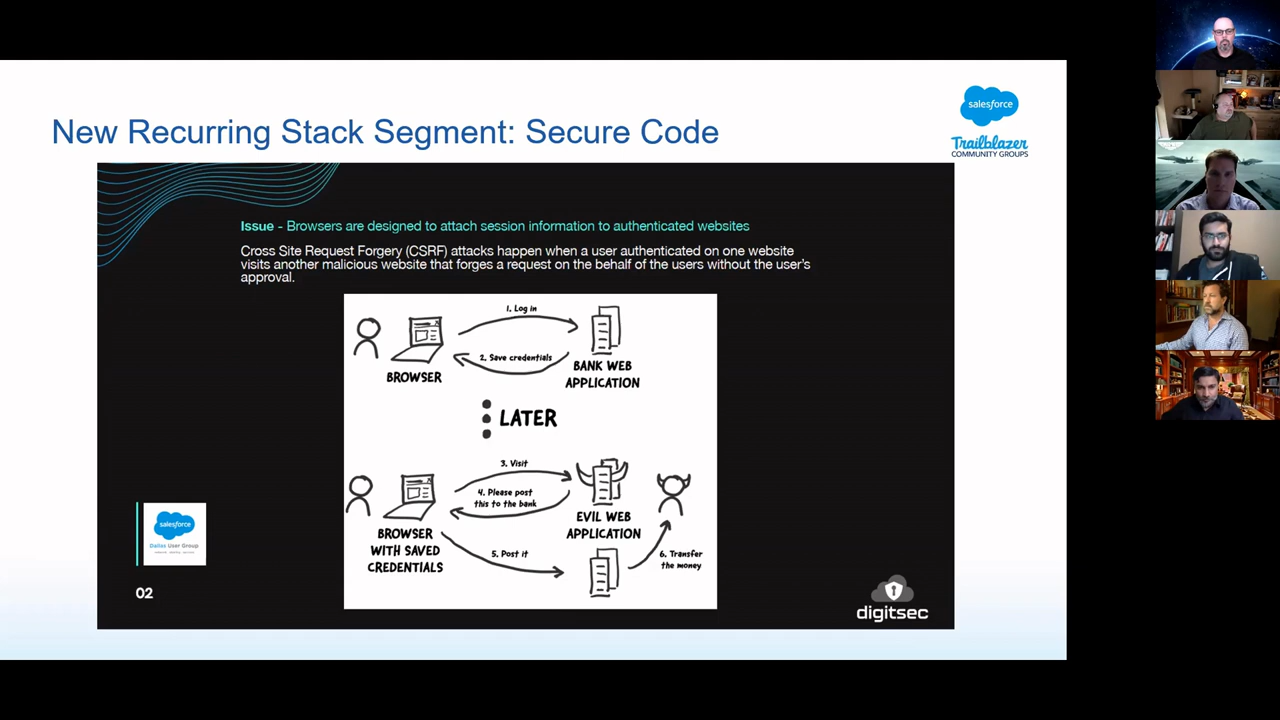 New Recurring Stack Segment: Secure Code
salesforce
Trailblazer
COMMUNITY GROUPS
Issue - Browsers are designed to attach session information to authenticated websites
Cross Site Request Forgery (CSRF) attacks happen when a user authenticated on one website
visits another malicious website that forges a request on the behalf of the users without the user's
approval.
1. Log in
2. Save credentials
BROWSER
BANK WEB
APPLICATION
LATER
3. Visit
4. Please post
this to the bank
EVIL WEB
APPLICATION
BROWSER
WITH SAVED
CREDENTIALS
5. Post it
6. Transfer
the money
salesforce
Dallas User Group
02
digitsec